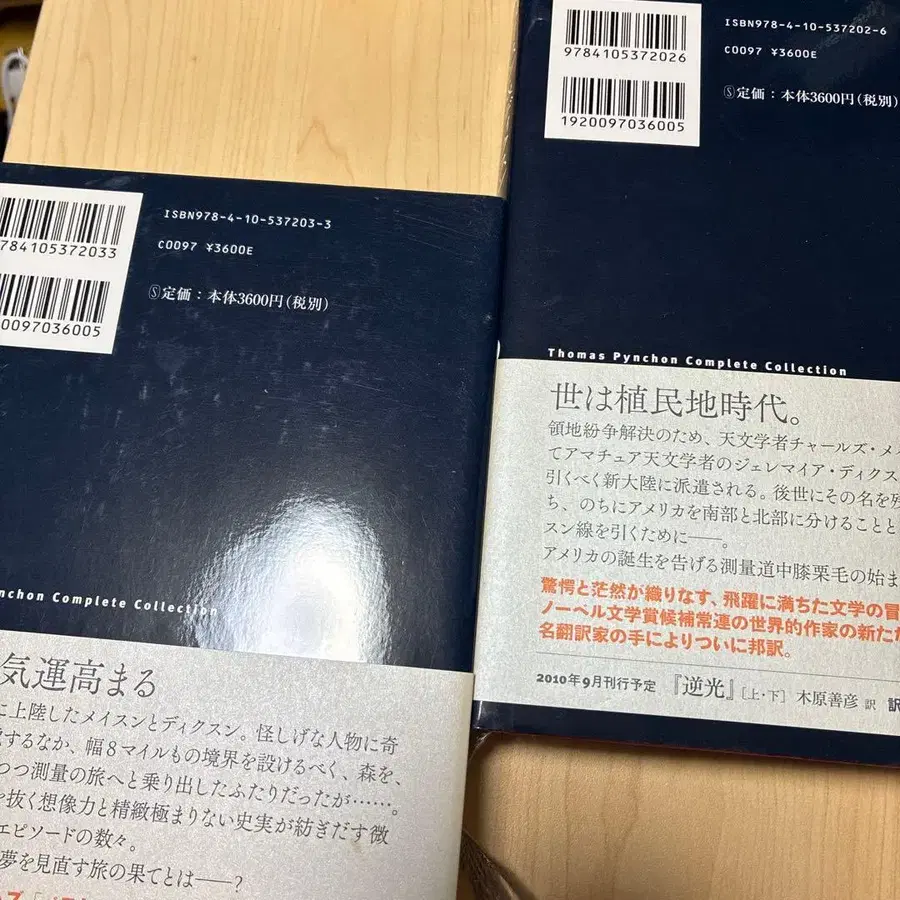 ISBN978-4-10-537203-3
C0097 ¥3600E
784105372033
0097036005
Ⓢ定価：本体3600円（税別）
nchon Complete Collection
気運高まる
に上陸したメイスンとディクスン。怪しげな人物に奇
するなか、幅8マイルもの境界を設けるべく、森を、
つつ測量の旅へと乗り出したふたりだったが……。
抜く想像力と精緻極まりない史実が紡ぎだす微
エピソードの数々。
夢を見直す旅の果てとは――？
ISBN978-4-10-537202-6
9784105372026
C0097 ¥3600E
1920097036005
Ⓢ定価：本体3600円（税別）
Thomas Pynchon Complete Collection
世は植民地時代。
領地紛争解決のため、天文学者チャールズ・メイ
てアマチュア天文学者のジェレマイア・ディクス
引くべく新大陸に派遣される。後世にその名を残
ち、のちにアメリカを南部と北部に分けることと
スン線を引くために――。
アメリカの誕生を告げる測量道中膝栗毛の始ま
驚愕と茫然が織りなす、飛躍に満ちた文学の冒
ノーベル文学賞候補常連の世界的作家の新た
名翻訳家の手によりついに邦訳。
2010年9月刊行予定 『逆光』［上・下］ 木原善彦 訳 訳